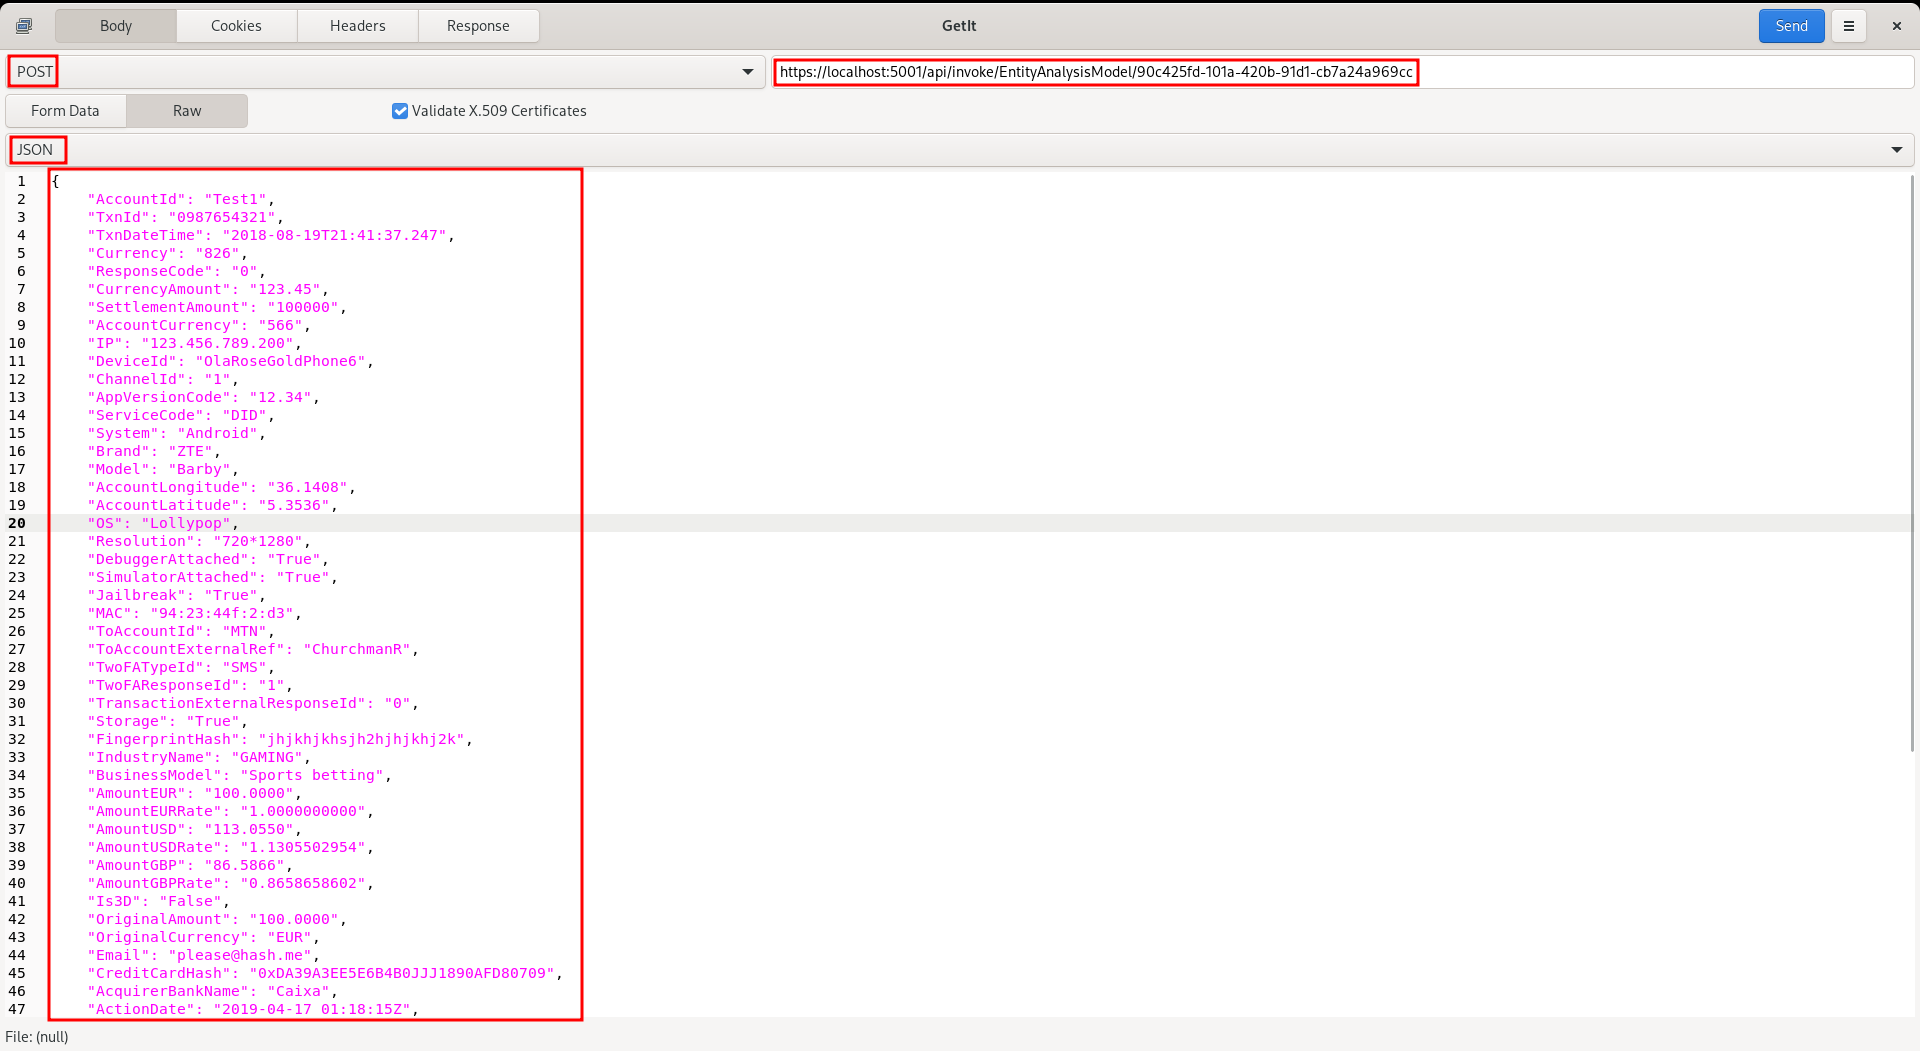 Body Cookies Headers Response GetIt Send
POST https://localhost:5001/api/invoke/EntityAnalysisModel/90c425fd-101a-420b-91d1-cb7a24a969cc
Form Data Raw Validate X.509 Certificates
JSON
1 {
2 "AccountId": "Test1",
3 "TxnId": "0987654321",
4 "TxnDateTime": "2018-08-19T21:41:37.247",
5 "Currency": "826",
6 "ResponseCode": "0",
7 "CurrencyAmount": "123.45",
8 "SettlementAmount": "100000",
9 "AccountCurrency": "566",
10 "IP": "123.456.789.200",
11 "DeviceId": "OlaRoseGoldPhone6",
12 "ChannelId": "1",
13 "AppVersionCode": "12.34",
14 "ServiceCode": "DID",
15 "System": "Android",
16 "Brand": "ZTE",
17 "Model": "Barby",
18 "AccountLongitude": "36.1408",
19 "AccountLatitude": "5.3536",
20 "OS": "Lollypop",
21 "Resolution": "720*1280",
22 "DebuggerAttached": "True",
23 "SimulatorAttached": "True",
24 "Jailbreak": "True",
25 "MAC": "94:23:44f:2:d3",
26 "ToAccountId": "MTN",
27 "ToAccountExternalRef": "ChurchmanR",
28 "TwoFATypeId": "SMS",
29 "TwoFAResponseId": "1",
30 "TransactionExternalResponseId": "0",
31 "Storage": "True",
32 "FingerprintHash": "jhjkhjkhsjh2hjhjkhj2k",
33 "IndustryName": "GAMING",
34 "BusinessModel": "Sports betting",
35 "AmountEUR": "100.0000",
36 "AmountEURRate": "1.0000000000",
37 "AmountUSD": "113.0550",
38 "AmountUSDRate": "1.1305502954",
39 "AmountGBP": "86.5866",
40 "AmountGBPRate": "0.8658658602",
41 "Is3D": "False",
42 "OriginalAmount": "100.0000",
43 "OriginalCurrency": "EUR",
44 "Email": "please@hash.me",
45 "CreditCardHash": "0xDA39A3EE5E6B4B0JJJ1890AFD80709",
46 "AcquirerBankName": "Caixa",
47 "ActionDate": "2019-04-17 01:18:15Z",
File: (null)